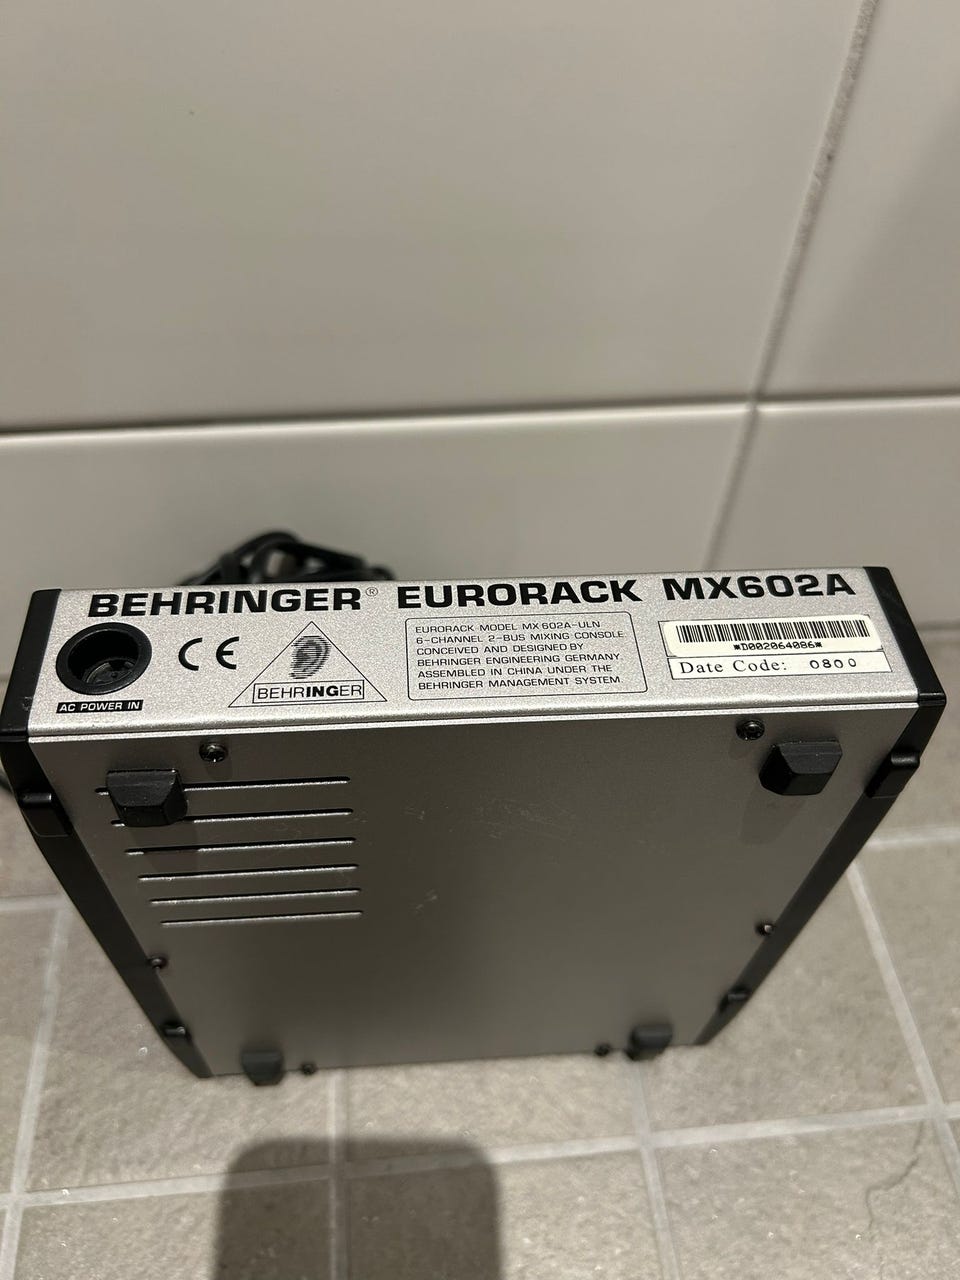 BEHRINGER® EURORACK MX602A
AC POWER IN
CE
BEHRINGER
EURORACK MODEL MX 602A-ULN
6-CHANNEL 2-BUS MIXING CONSOLE.
CONCEIVED AND DESIGNED BY
BEHRINGER ENGINEERING GERMANY.
ASSEMBLED IN CHINA UNDER THE
BEHRINGER MANAGEMENT SYSTEM.
*D002064086*
Date Code: 0800